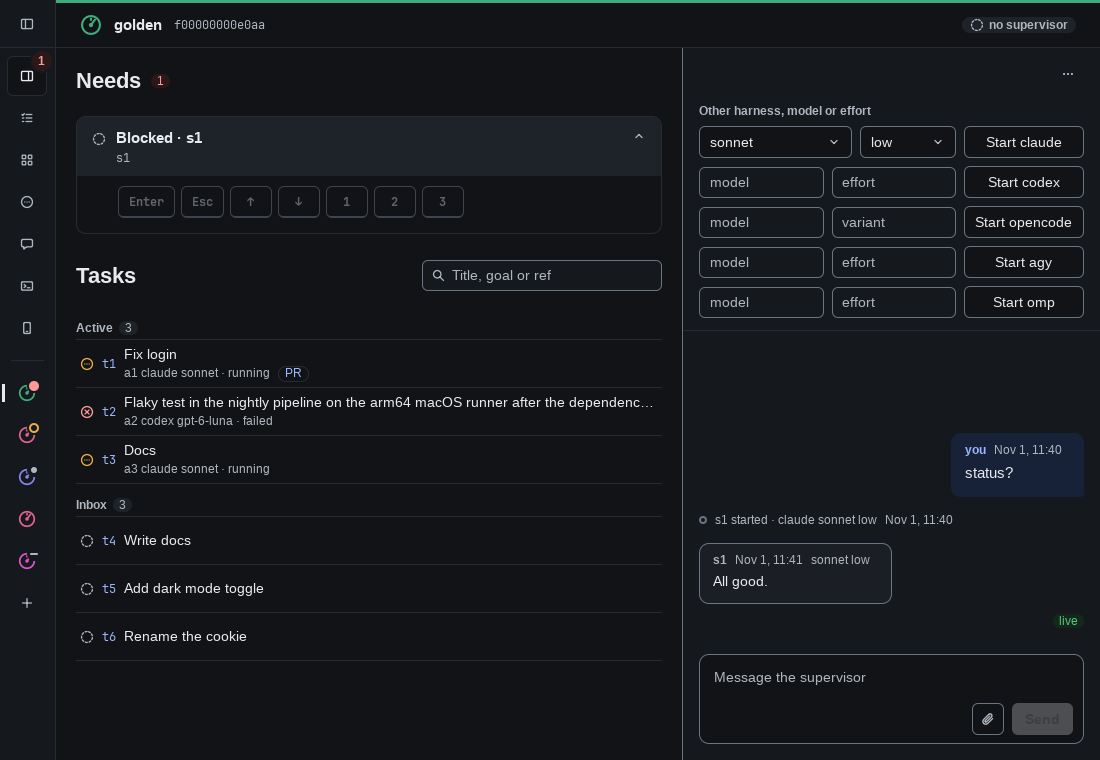 golden f00000000e0aa
no supervisor
1
Needs 1
Blocked · s1
s1
Enter Esc ↑ ↓ 1 2 3
Tasks
Title, goal or ref
Active 3
t1 Fix login
a1 claude sonnet · running PR
t2 Flaky test in the nightly pipeline on the arm64 macOS runner after the dependenc…
a2 codex gpt-6-luna · failed
t3 Docs
a3 claude sonnet · running
Inbox 3
t4 Write docs
t5 Add dark mode toggle
t6 Rename the cookie
Other harness, model or effort
sonnet low Start claude
model effort Start codex
model variant Start opencode
model effort Start agy
model effort Start omp
you Nov 1, 11:40
status?
s1 started · claude sonnet low Nov 1, 11:40
s1 Nov 1, 11:41 sonnet low
All good.
live
Message the supervisor
Send